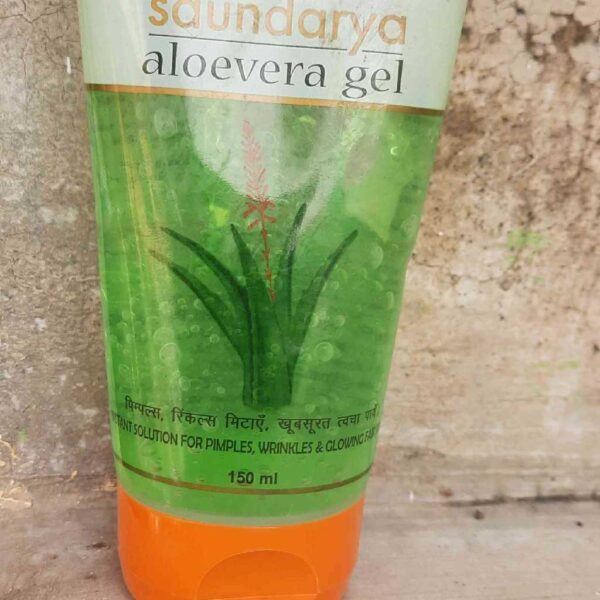 saundarya
aloevera gel
पिम्पल्स, रिंकल्स मिटाएँ, खूबसूरत त्वचा पायें
SOLUTION FOR PIMPLES, WRINKLES & GLOWING
150 ml